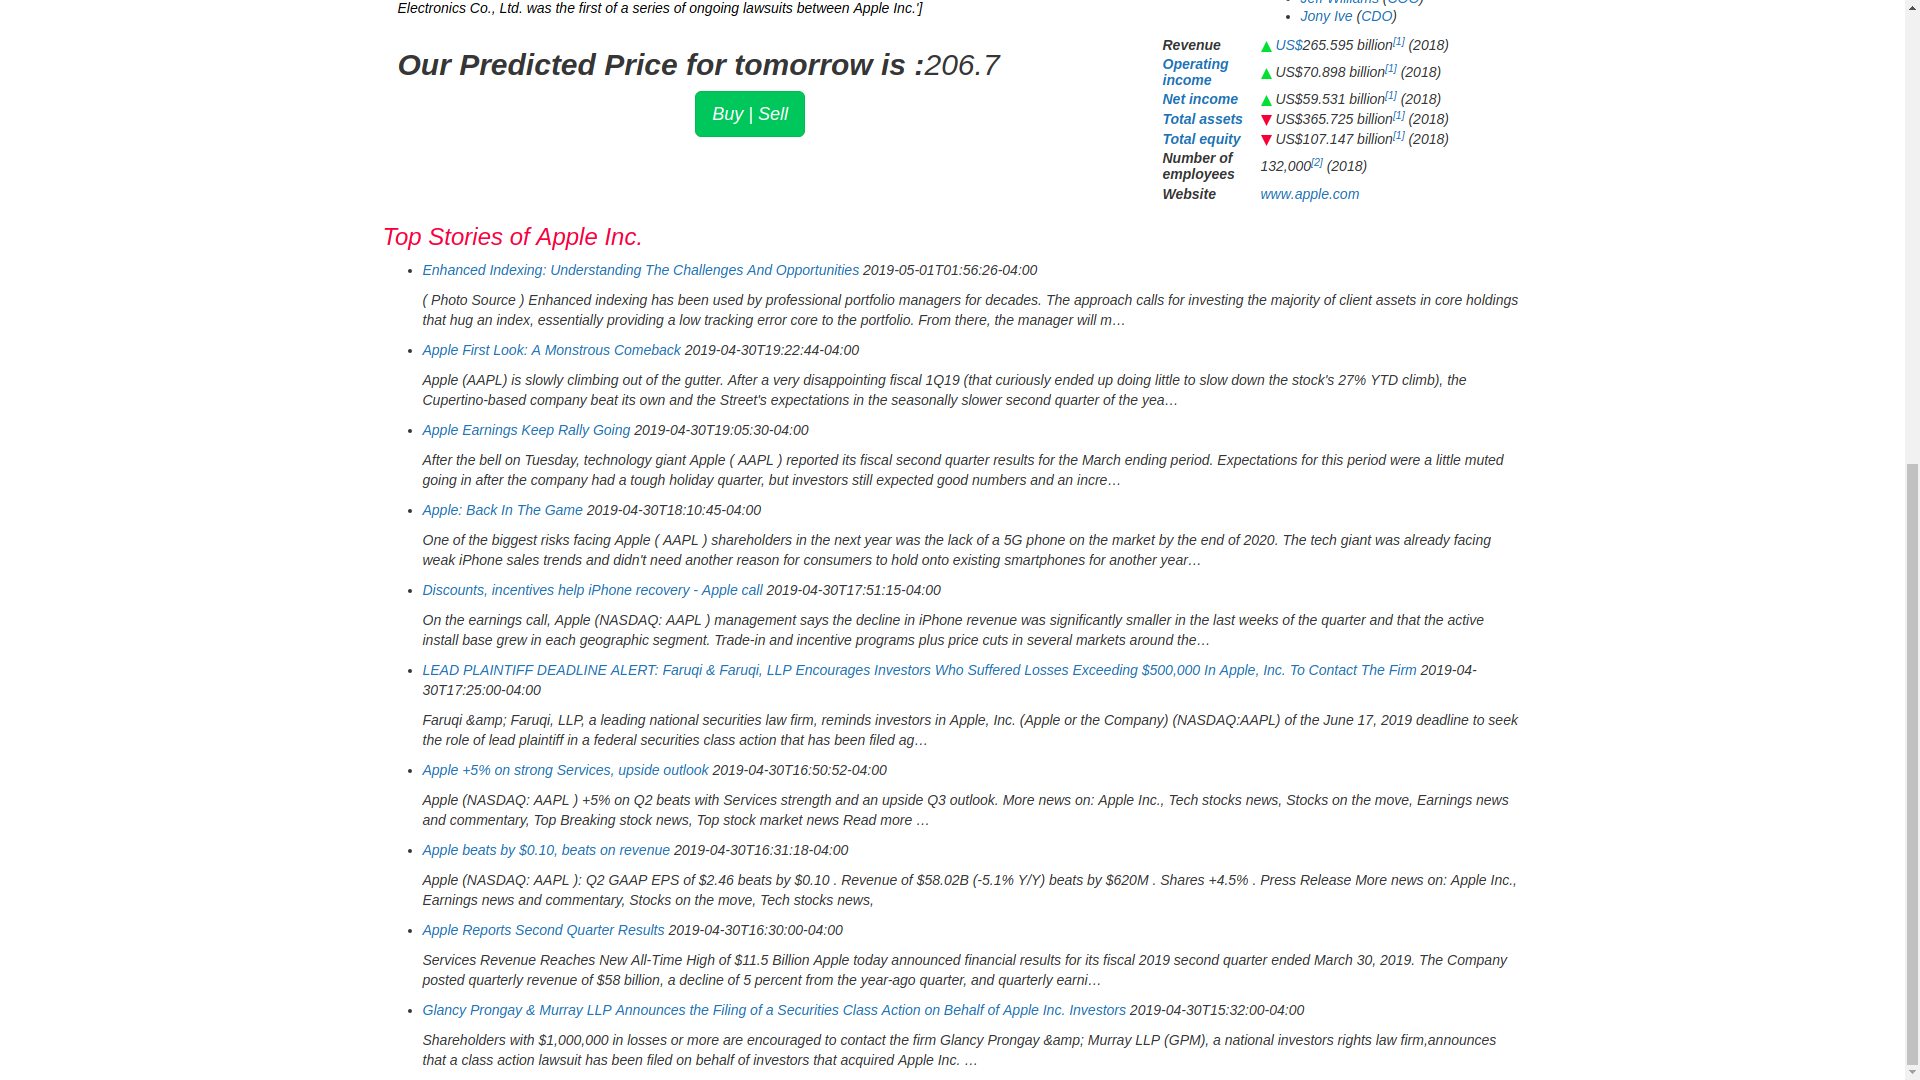 Electronics Co., Ltd. was the first of a series of ongoing lawsuits between Apple Inc.']
Our Predicted Price for tomorrow is :206.7
Buy | Sell
Jeff Williams (COO)
Jony Ive (CDO)
Revenue US$265.595 billion[1] (2018)
Operating income US$70.898 billion[1] (2018)
Net income US$59.531 billion[1] (2018)
Total assets US$365.725 billion[1] (2018)
Total equity US$107.147 billion[1] (2018)
Number of employees 132,000[2] (2018)
Website www.apple.com
Top Stories of Apple Inc.
Enhanced Indexing: Understanding The Challenges And Opportunities 2019-05-01T01:56:26-04:00
( Photo Source ) Enhanced indexing has been used by professional portfolio managers for decades. The approach calls for investing the majority of client assets in core holdings
that hug an index, essentially providing a low tracking error core to the portfolio. From there, the manager will m…
Apple First Look: A Monstrous Comeback 2019-04-30T19:22:44-04:00
Apple (AAPL) is slowly climbing out of the gutter. After a very disappointing fiscal 1Q19 (that curiously ended up doing little to slow down the stock's 27% YTD climb), the
Cupertino-based company beat its own and the Street's expectations in the seasonally slower second quarter of the yea…
Apple Earnings Keep Rally Going 2019-04-30T19:05:30-04:00
After the bell on Tuesday, technology giant Apple ( AAPL ) reported its fiscal second quarter results for the March ending period. Expectations for this period were a little muted
going in after the company had a tough holiday quarter, but investors still expected good numbers and an incre…
Apple: Back In The Game 2019-04-30T18:10:45-04:00
One of the biggest risks facing Apple ( AAPL ) shareholders in the next year was the lack of a 5G phone on the market by the end of 2020. The tech giant was already facing
weak iPhone sales trends and didn't need another reason for consumers to hold onto existing smartphones for another year…
Discounts, incentives help iPhone recovery - Apple call 2019-04-30T17:51:15-04:00
On the earnings call, Apple (NASDAQ: AAPL ) management says the decline in iPhone revenue was significantly smaller in the last weeks of the quarter and that the active
install base grew in each geographic segment. Trade-in and incentive programs plus price cuts in several markets around the…
LEAD PLAINTIFF DEADLINE ALERT: Faruqi & Faruqi, LLP Encourages Investors Who Suffered Losses Exceeding $500,000 In Apple, Inc. To Contact The Firm 2019-04-
30T17:25:00-04:00
Faruqi &amp; Faruqi, LLP, a leading national securities law firm, reminds investors in Apple, Inc. (Apple or the Company) (NASDAQ:AAPL) of the June 17, 2019 deadline to seek
the role of lead plaintiff in a federal securities class action that has been filed ag…
Apple +5% on strong Services, upside outlook 2019-04-30T16:50:52-04:00
Apple (NASDAQ: AAPL ) +5% on Q2 beats with Services strength and an upside Q3 outlook. More news on: Apple Inc., Tech stocks news, Stocks on the move, Earnings news
and commentary, Top Breaking stock news, Top stock market news Read more …
Apple beats by $0.10, beats on revenue 2019-04-30T16:31:18-04:00
Apple (NASDAQ: AAPL ): Q2 GAAP EPS of $2.46 beats by $0.10 . Revenue of $58.02B (-5.1% Y/Y) beats by $620M . Shares +4.5% . Press Release More news on: Apple Inc.,
Earnings news and commentary, Stocks on the move, Tech stocks news,
Apple Reports Second Quarter Results 2019-04-30T16:30:00-04:00
Services Revenue Reaches New All-Time High of $11.5 Billion Apple today announced financial results for its fiscal 2019 second quarter ended March 30, 2019. The Company
posted quarterly revenue of $58 billion, a decline of 5 percent from the year-ago quarter, and quarterly earni…
Glancy Prongay & Murray LLP Announces the Filing of a Securities Class Action on Behalf of Apple Inc. Investors 2019-04-30T15:32:00-04:00
Shareholders with $1,000,000 in losses or more are encouraged to contact the firm Glancy Prongay &amp; Murray LLP (GPM), a national investors rights law firm,announces
that a class action lawsuit has been filed on behalf of investors that acquired Apple Inc. …